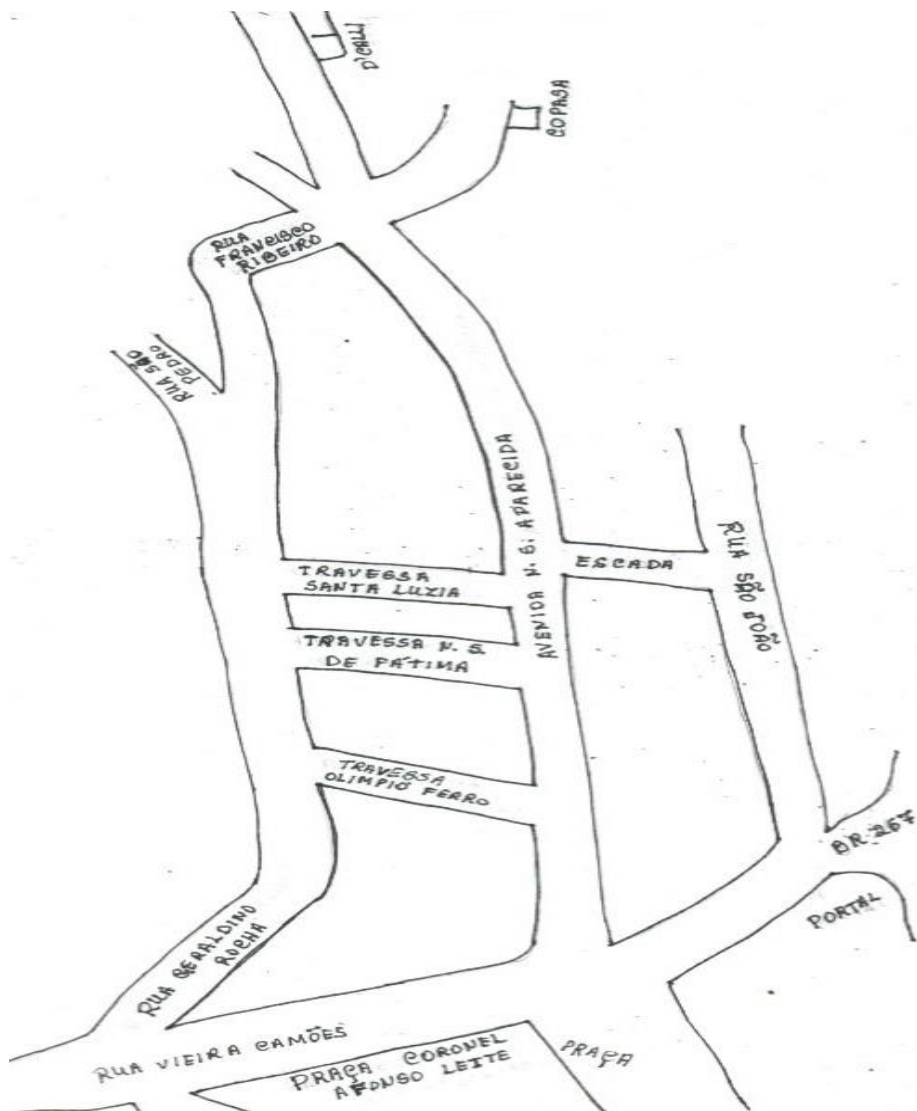 D'CALLI
COPASA
RUA
FRANCISCO
RIBEIRO
RUA SÃO
PEDRO
AVENIDA N. S. APARECIDA
ESCADA
RUA SÃO JOÃO
TRAVESSA
SANTA LUZIA
TRAVESSA N. S.
DE FÁTIMA
TRAVESSA
OLIMPIO FERRO
BR 267
PORTAL
RUA GERALDINO
ROCHA
RUA VIEIRA CAMÕES
PRAÇA CORONEL
AFONSO LEITE
PRAÇA